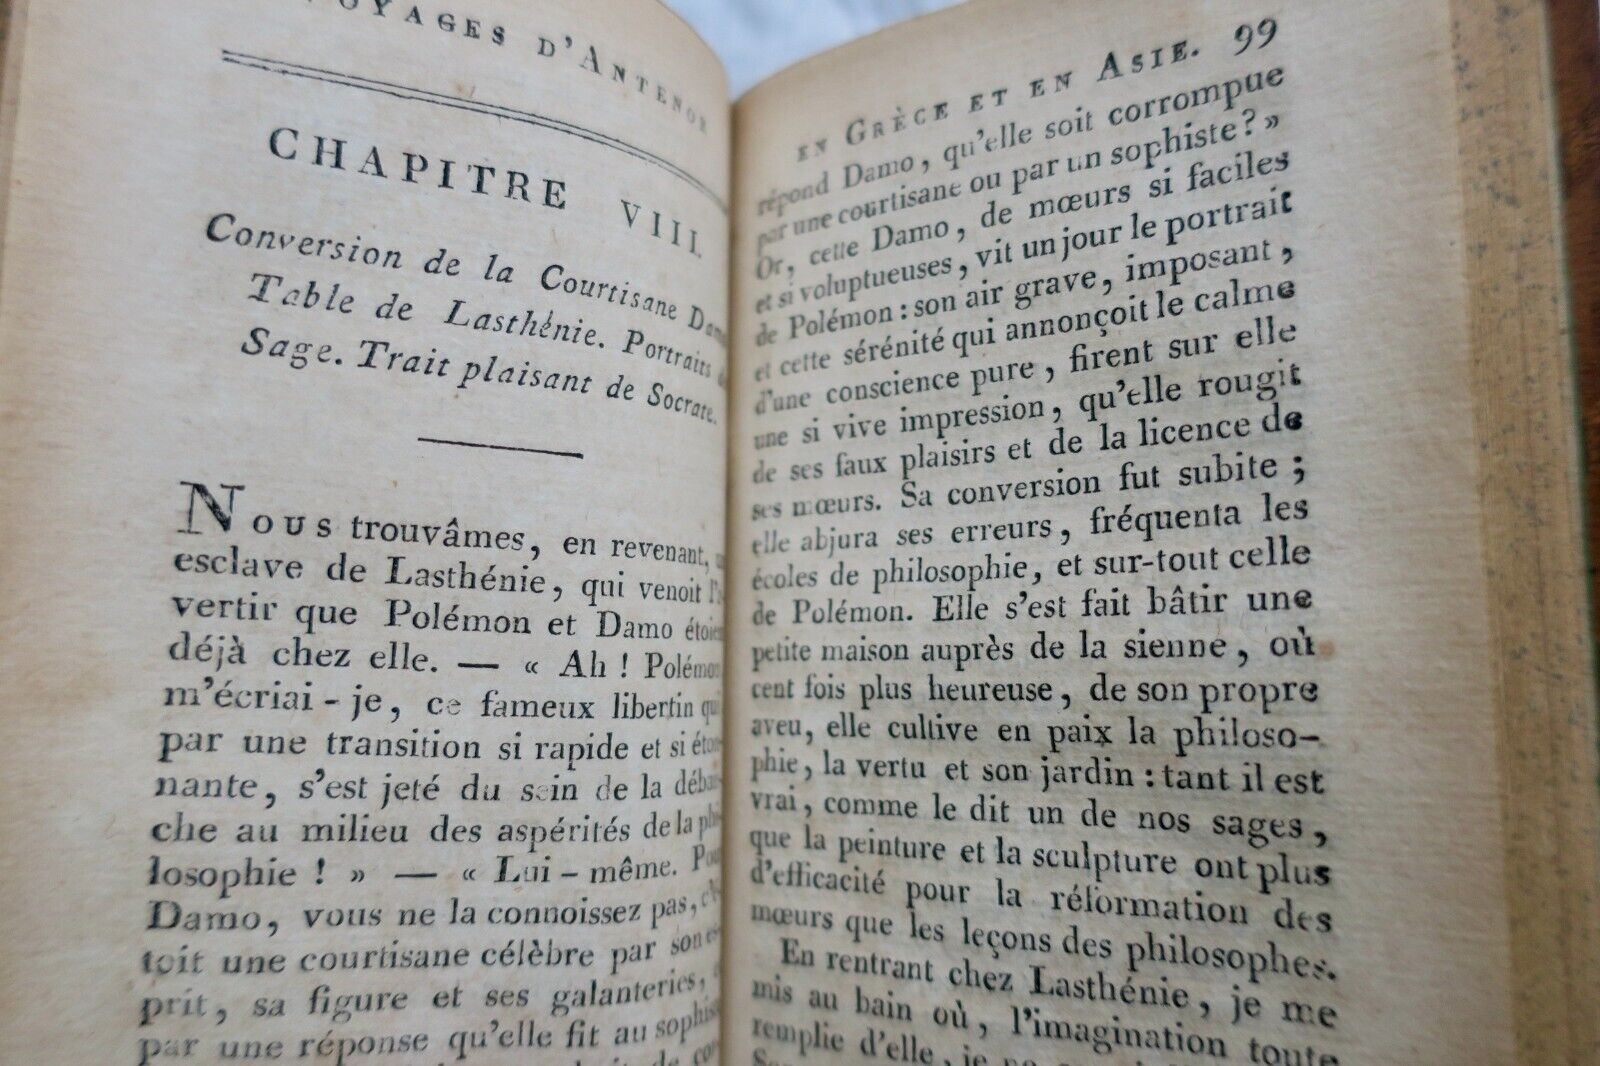 VOYAGES D'ANTENOR
CHAPITRE VIII.
Conversion de la Courtisane
Table de Lasthénie. Portraits
Sage. Trait plaisant de Socrate.
NOUS trouvâmes, en revenant,
esclave de Lasthénie, qui venoit
vertir que Polémon et Damo
déjà chez elle. — « Ah ! Polémon
m'écriai-je, ce fameux libertin qui
par une transition si rapide et si éton-
nante, s'est jeté du sein de la débau-
che au milieu des aspérités de la phi-
losophie ! » — « Lui-même. Pour
Damo, vous ne la connoissez pas,
toit une courtisane célèbre par son es-
prit, sa figure et ses galanteries,
par une réponse qu'elle fit au sophiste
EN GRÈCE ET EN ASIE. 99
répond Damo, qu'elle soit corrompue
par une courtisane ou par un sophiste? »
Or, cette Damo, de mœurs si faciles
et si voluptueuses, vit un jour le portrait
de Polémon : son air grave, imposant,
et cette sérénité qui annonçoit le calme
d'une conscience pure, firent sur elle
une si vive impression, qu'elle rougit
de ses faux plaisirs et de la licence de
ses mœurs. Sa conversion fut subite ;
elle abjura ses erreurs, fréquenta les
écoles de philosophie, et sur-tout celle
de Polémon. Elle s'est fait bâtir une
petite maison auprès de la sienne, où
cent fois plus heureuse, de son propre
aveu, elle cultive en paix la philoso-
phie, la vertu et son jardin : tant il est
vrai, comme le dit un de nos sages,
que la peinture et la sculpture ont plus
d'efficacité pour la réformation des
mœurs que les leçons des philosophes.
En rentrant chez Lasthénie, je me
mis au bain où, l'imagination toute
remplie d'elle, je